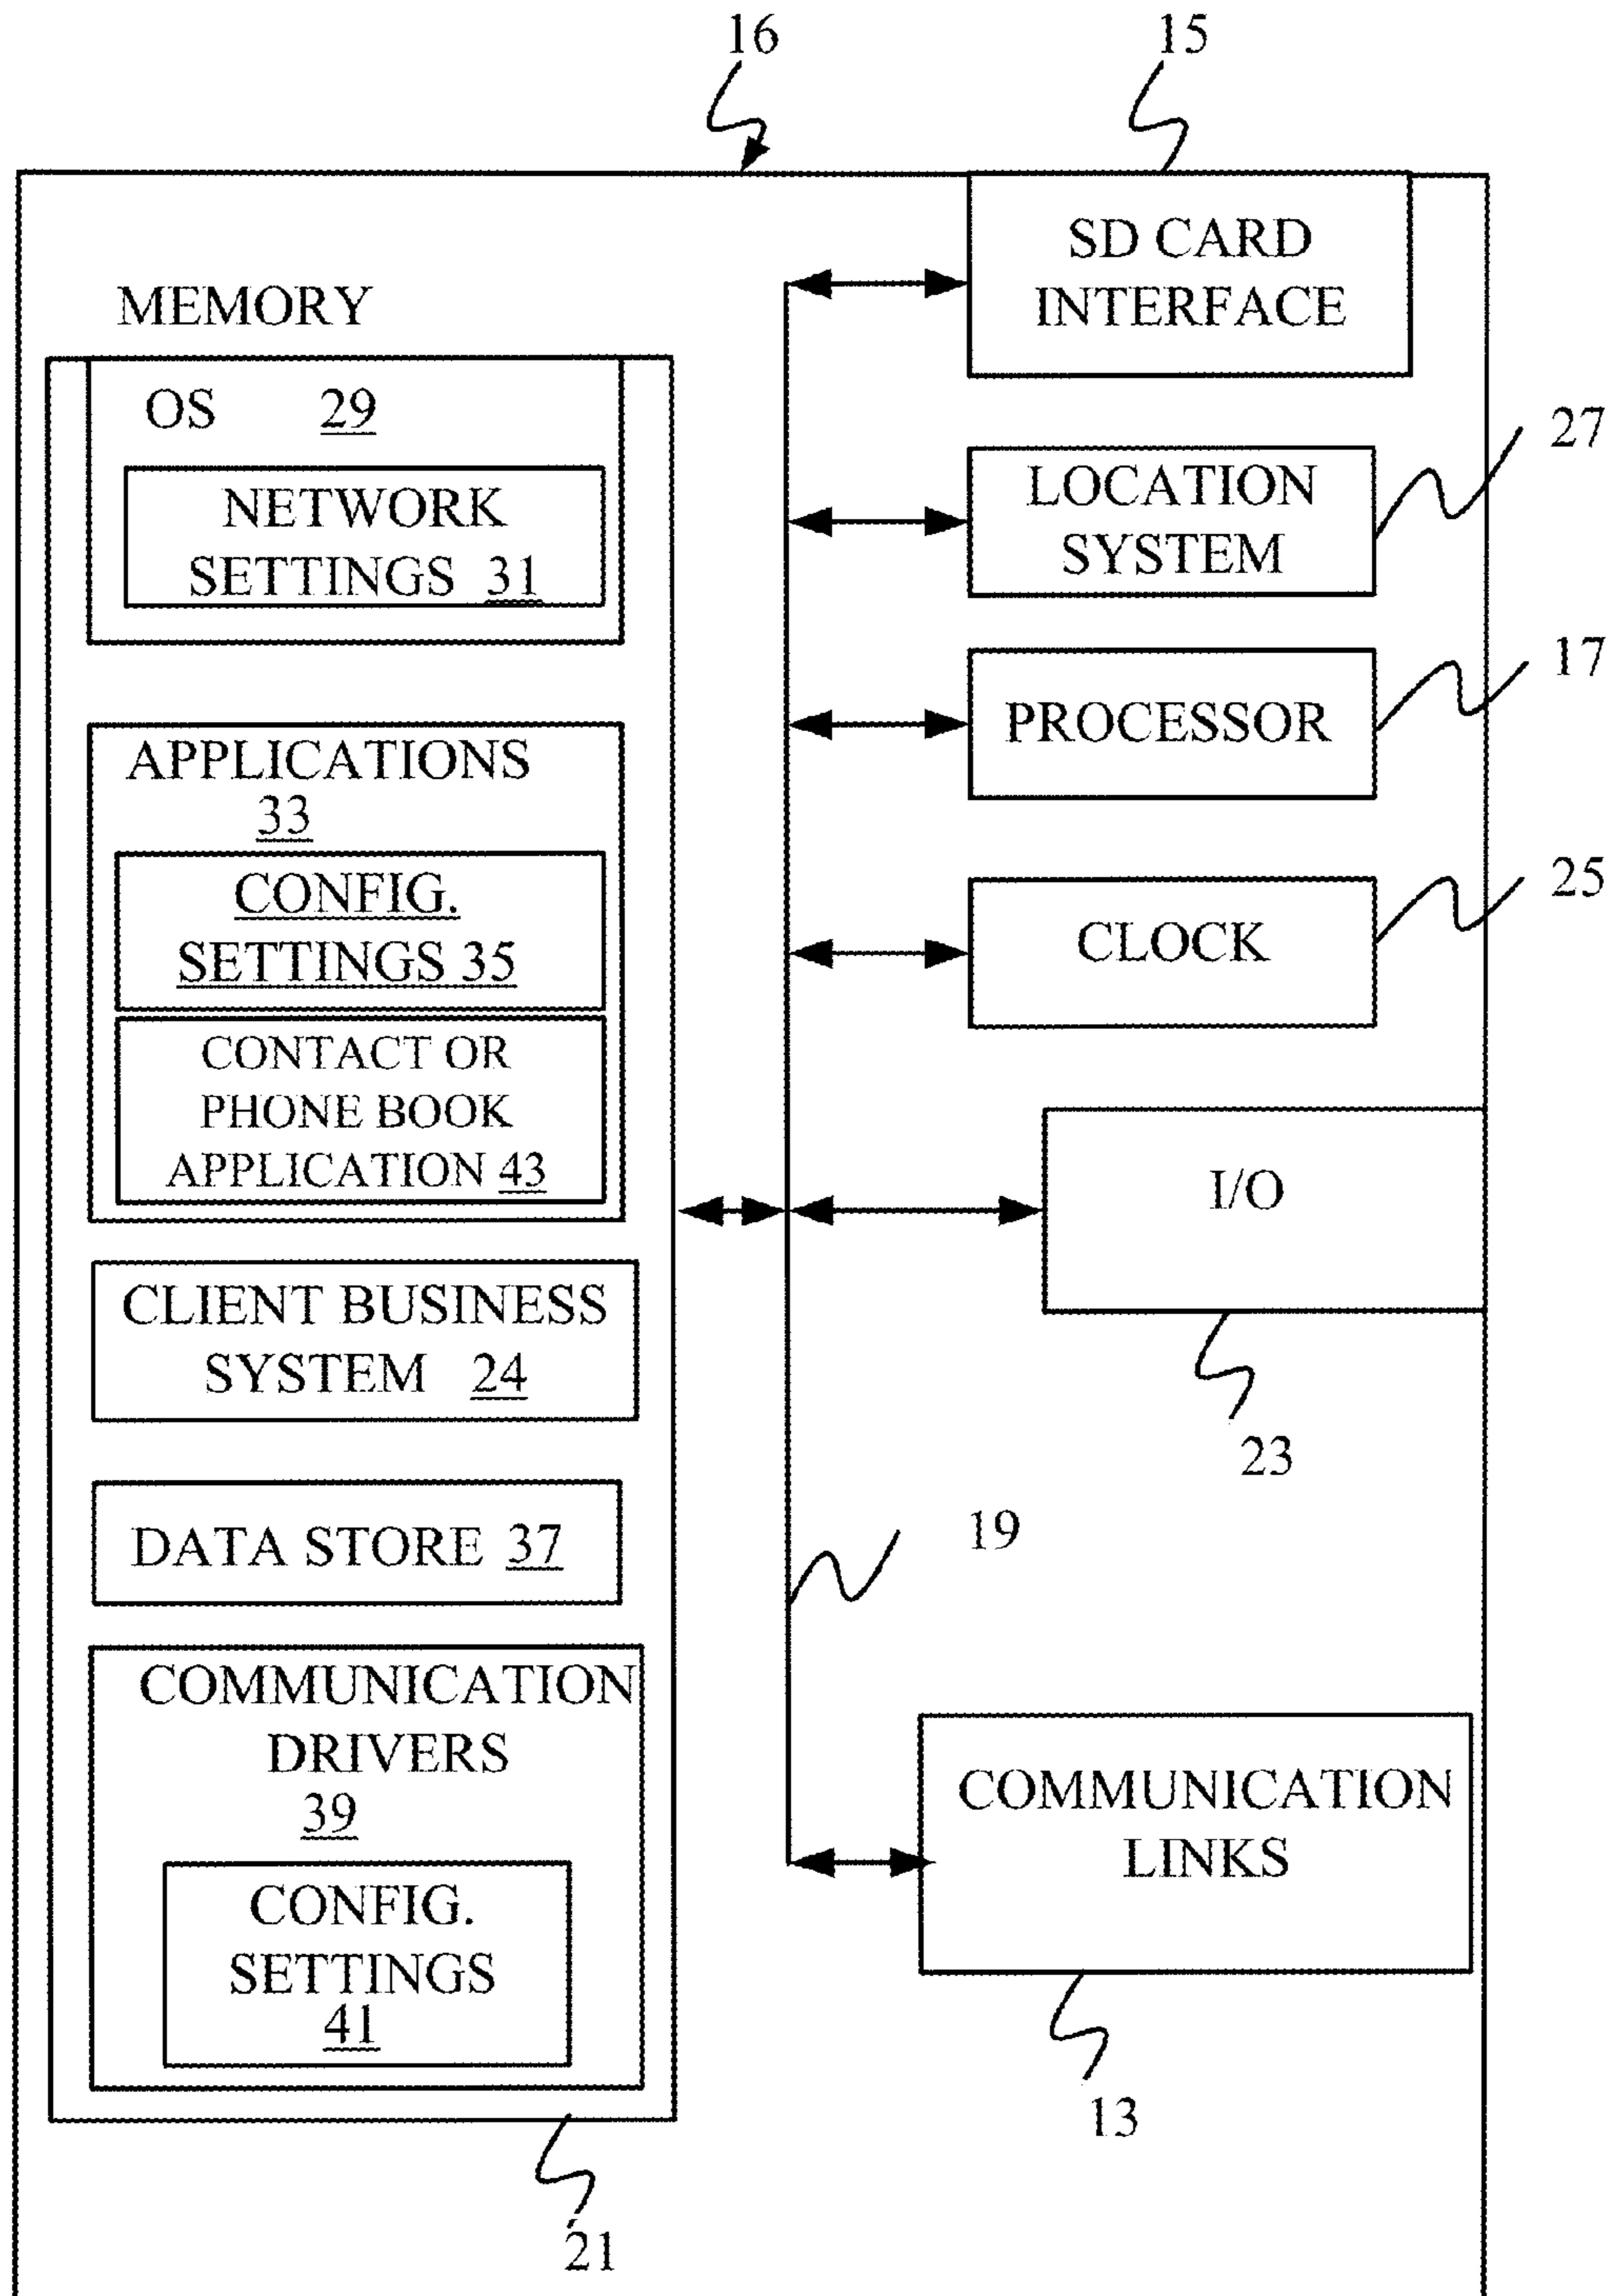 16
15
SD CARD
INTERFACE
MEMORY
OS 29
NETWORK
SETTINGS 31
27
LOCATION
SYSTEM
17
PROCESSOR
APPLICATIONS
33
CONFIG.
SETTINGS 35
25
CLOCK
CONTACT OR
PHONE BOOK
APPLICATION 43
I/O
23
CLIENT BUSINESS
SYSTEM 24
DATA STORE 37
19
COMMUNICATION
DRIVERS
39
CONFIG.
SETTINGS
41
COMMUNICATION
LINKS
13
21